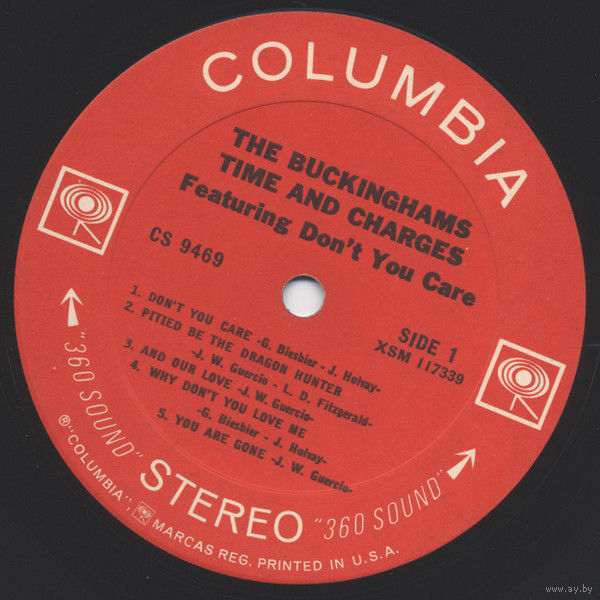 COLUMBIA
THE BUCKINGHAMS
TIME AND CHARGES
Featuring Don't You Care
CS 9469
SIDE 1
XSM 117339
1. DON'T YOU CARE -G. Biesbier - J. Holvay-
2. PITIED BE THE DRAGON HUNTER
-J. W. Guercio - L. D. Fitzgerald-
3. AND OUR LOVE -J. W. Guercio-
4. WHY DON'T YOU LOVE ME
-G. Biesbier - J. Holvay-
5. YOU ARE GONE -J. W. Guercio-
"360 SOUND" STEREO "360 SOUND"
® "COLUMBIA", MARCAS REG. PRINTED IN U.S.A.
www.ay.by